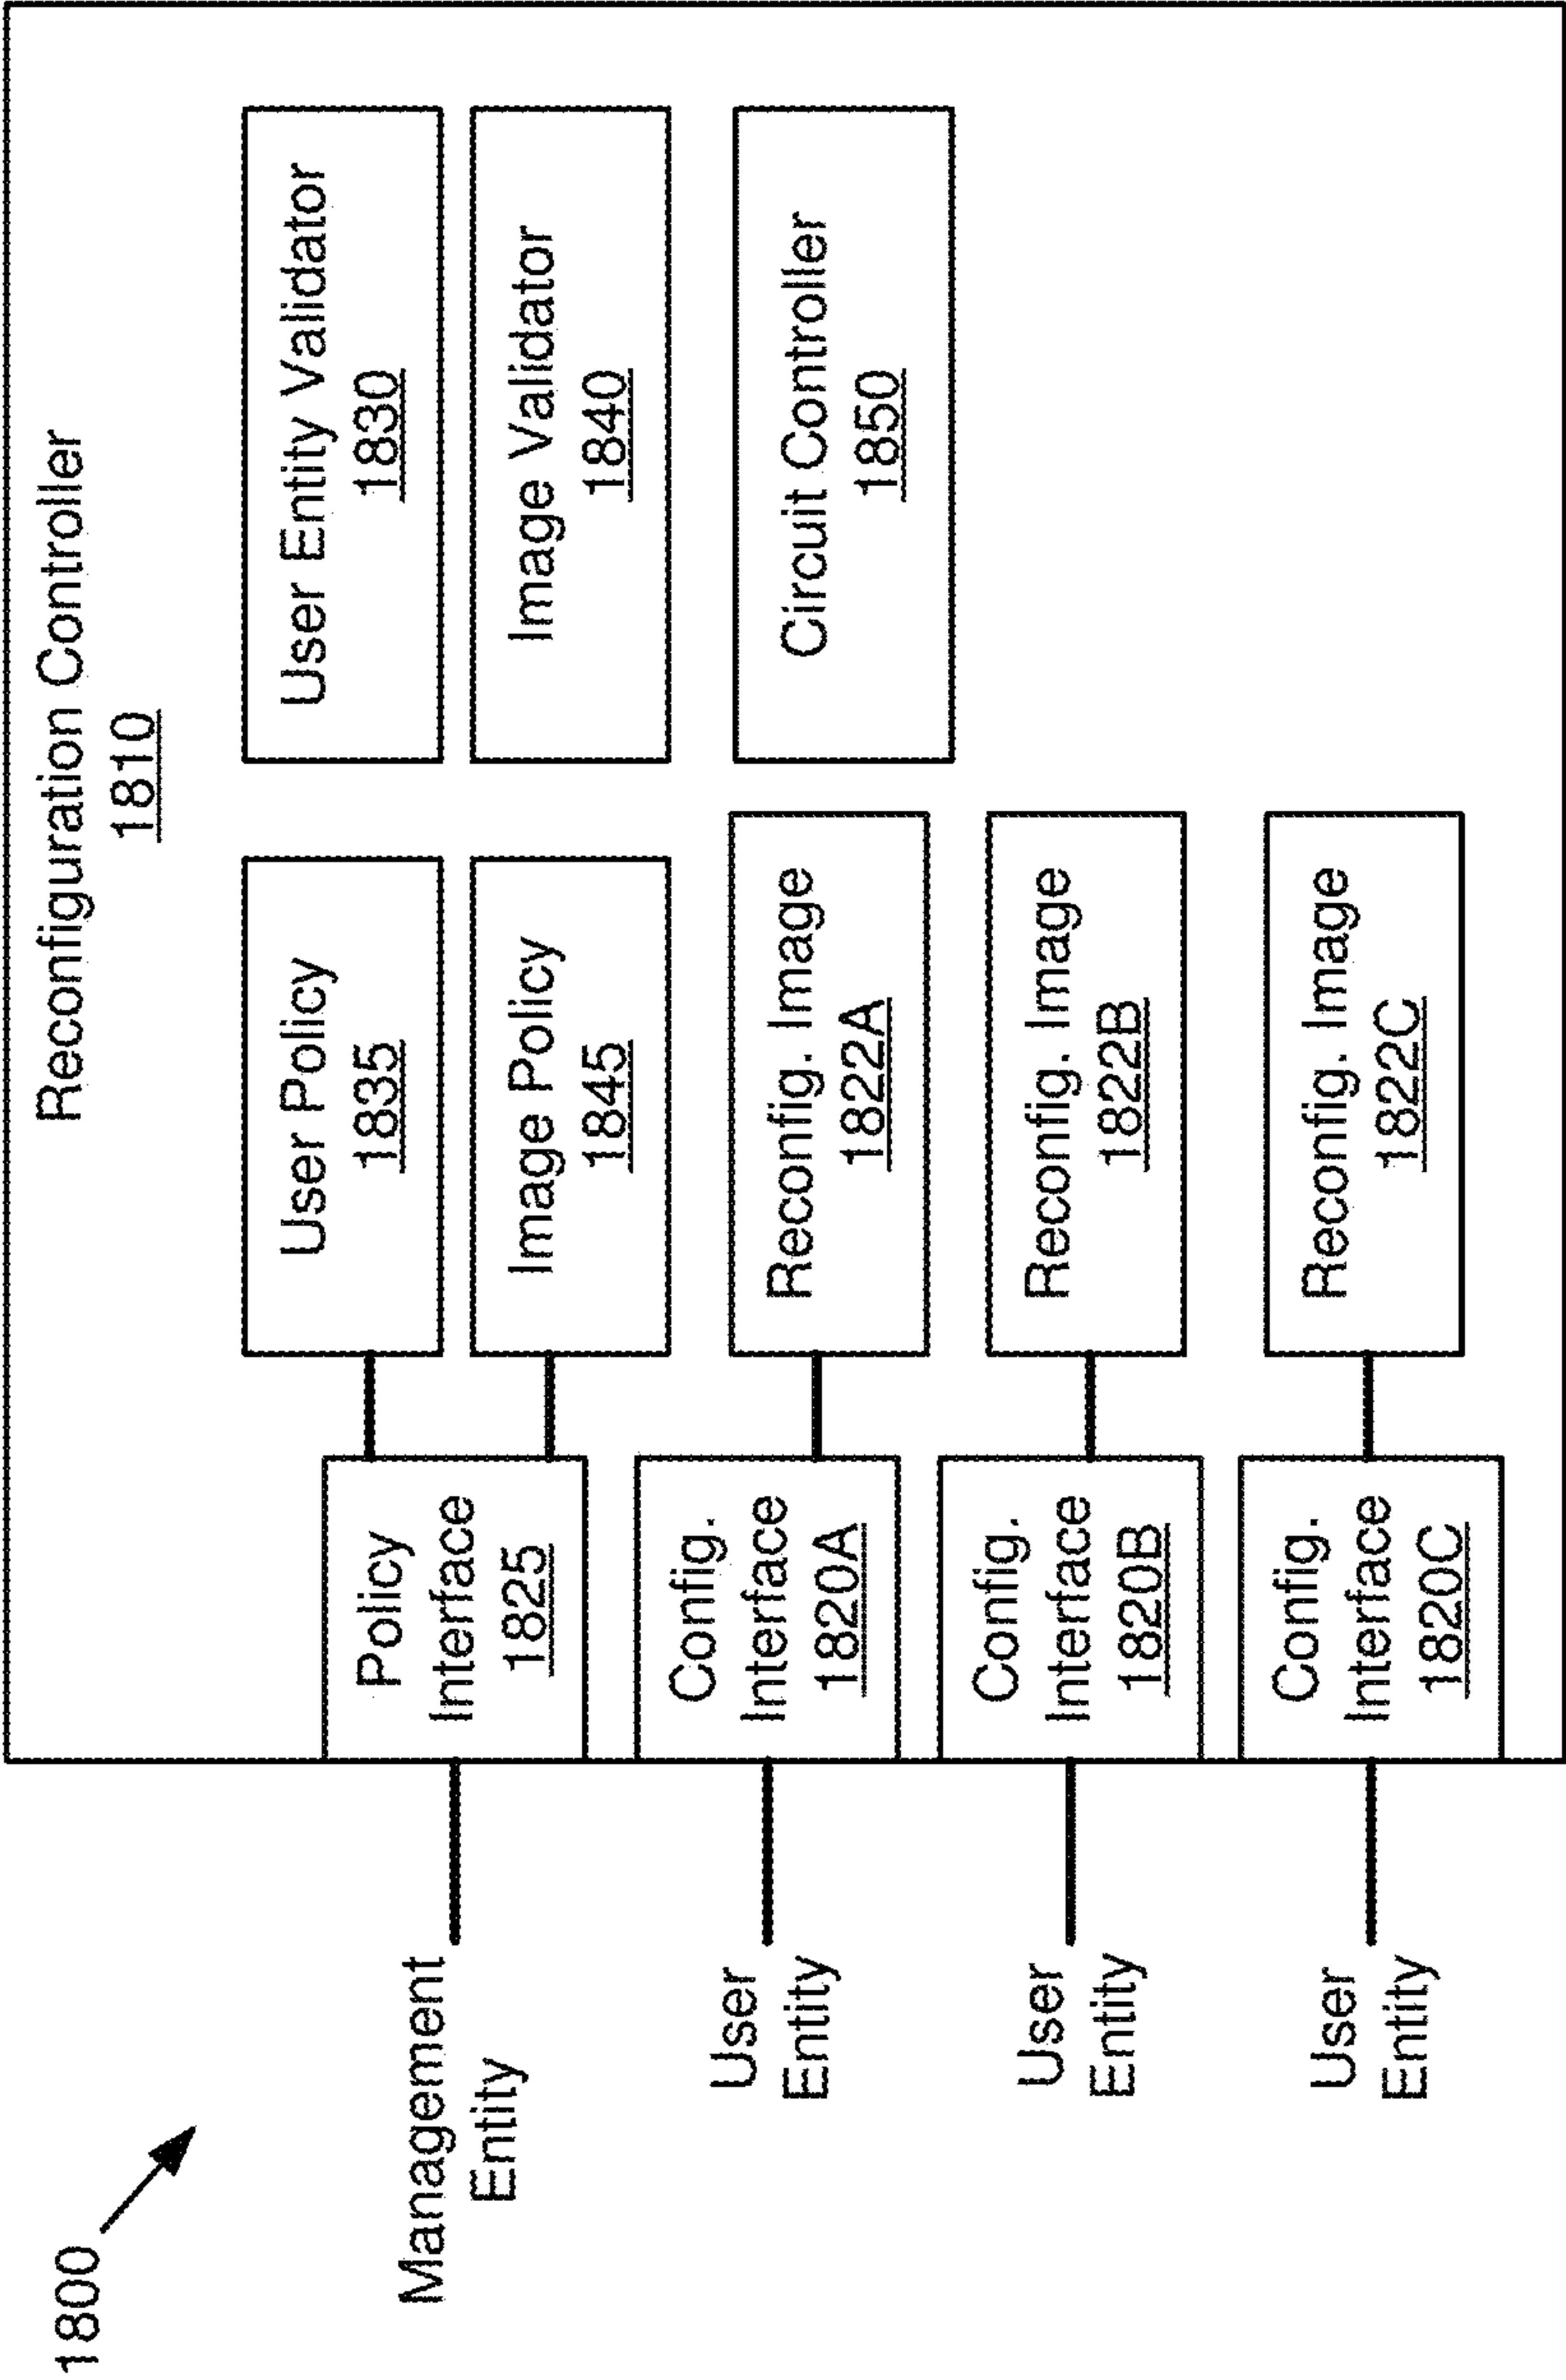 1800
Reconfiguration Controller
1810
Management
Entity
Policy
Interface
1825
User Policy
1835
User Entity Validator
1830
Image Policy
1845
Image Validator
1840
User
Entity
Config.
Interface
1820A
Reconfig. Image
1822A
Circuit Controller
1850
User
Entity
Config.
Interface
1820B
Reconfig. Image
1822B
User
Entity
Config.
Interface
1820C
Reconfig. Image
1822C